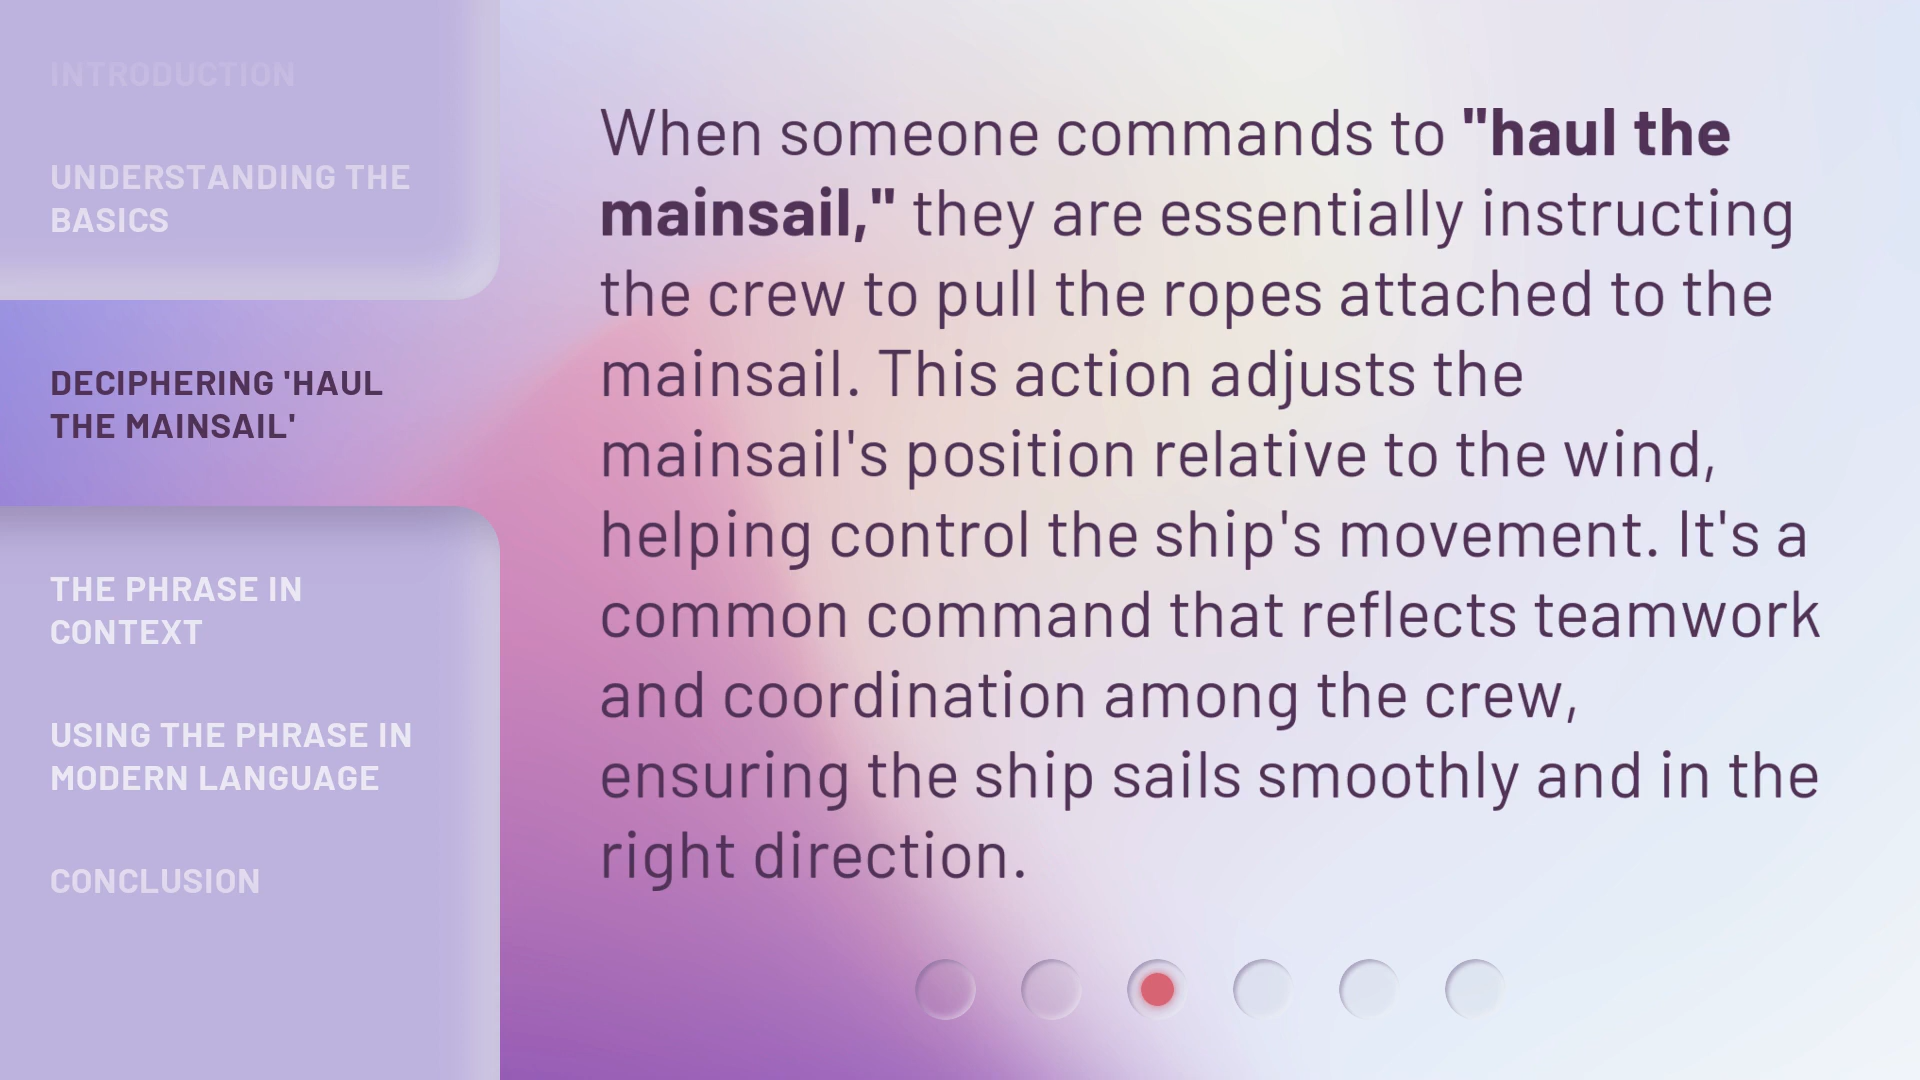 INTRODUCTION
UNDERSTANDING THE
BASICS
DECIPHERING 'HAUL
THE MAINSAIL'
THE PHRASE IN
CONTEXT
USING THE PHRASE IN
MODERN LANGUAGE
CONCLUSION
When someone commands to "haul the
mainsail," they are essentially instructing
the crew to pull the ropes attached to the
mainsail. This action adjusts the
mainsail's position relative to the wind,
helping control the ship's movement. It's a
common command that reflects teamwork
and coordination among the crew,
ensuring the ship sails smoothly and in the
right direction.